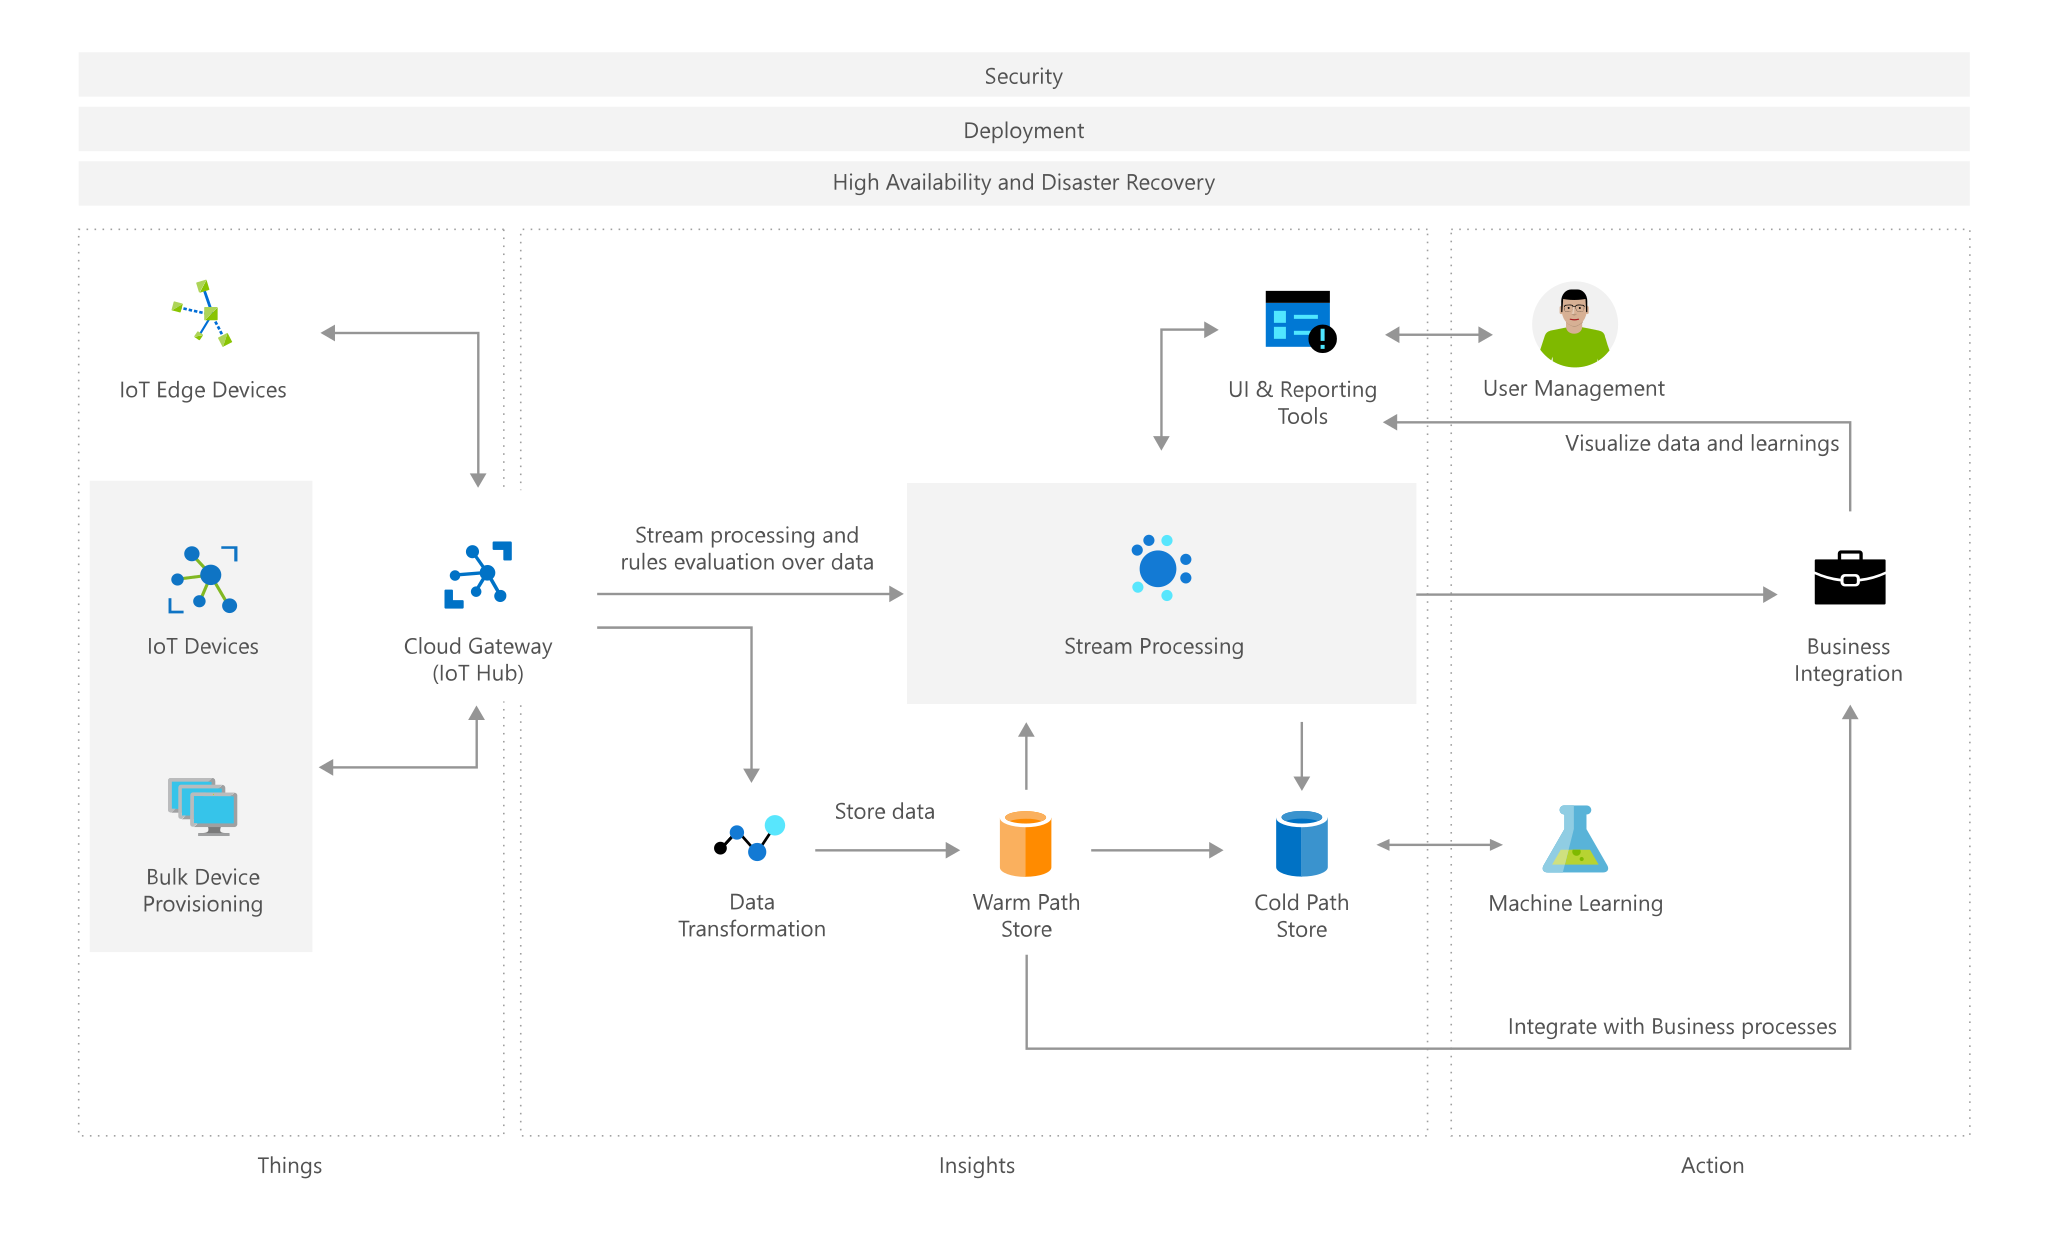 Security
Deployment
High Availability and Disaster Recovery
IoT Edge Devices
UI & Reporting
Tools
User Management
Visualize data and learnings
Stream processing and
rules evaluation over data
IoT Devices
Cloud Gateway
(IoT Hub)
Stream Processing
Business
Integration
Bulk Device
Provisioning
Store data
Data
Transformation
Warm Path
Store
Cold Path
Store
Machine Learning
Integrate with Business processes
Things
Insights
Action